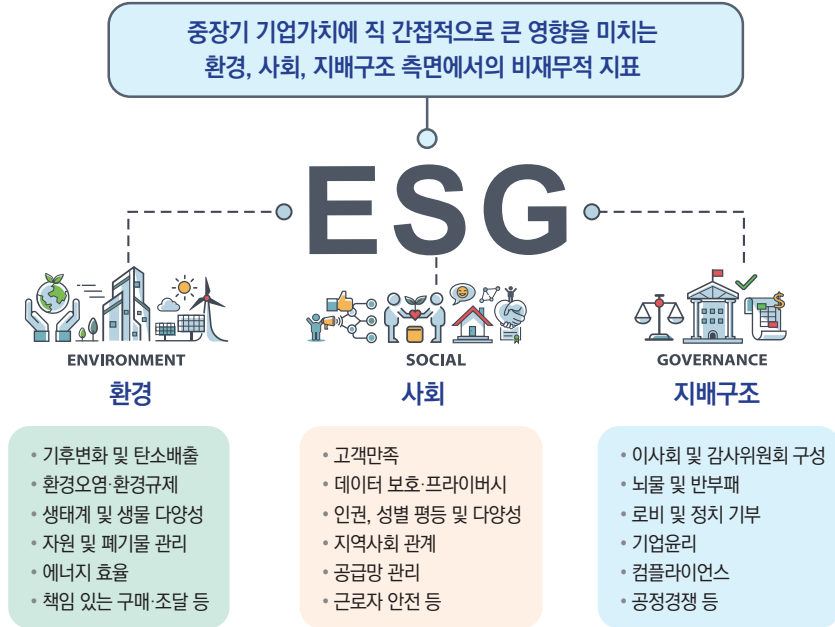 중장기 기업가치에 직 간접적으로 큰 영향을 미치는
환경, 사회, 지배구조 측면에서의 비재무적 지표
ESG
ENVIRONMENT
환경
• 기후변화 및 탄소배출
• 환경오염·환경규제
• 생태계 및 생물 다양성
• 자원 및 폐기물 관리
• 에너지 효율
• 책임 있는 구매·조달 등
SOCIAL
사회
• 고객만족
• 데이터 보호·프라이버시
• 인권, 성별 평등 및 다양성
• 지역사회 관계
• 공급망 관리
• 근로자 안전 등
GOVERNANCE
지배구조
• 이사회 및 감사위원회 구성
• 뇌물 및 반부패
• 로비 및 정치 기부
• 기업윤리
• 컴플라이언스
• 공정경쟁 등